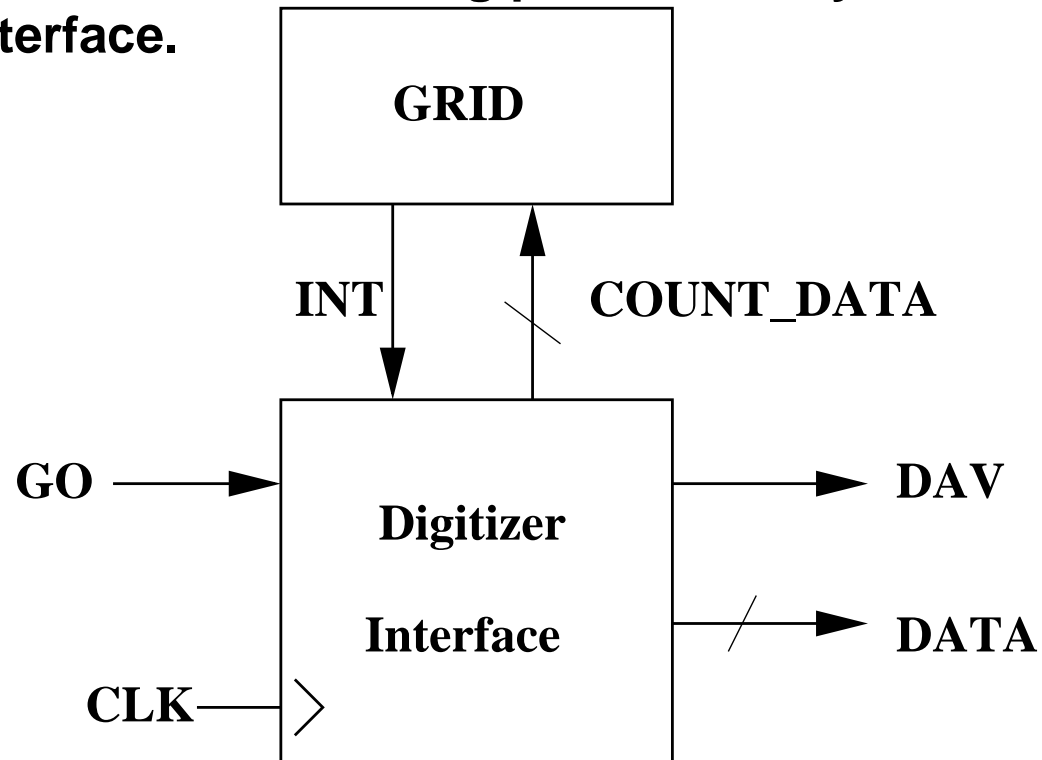 terface.
GRID
INT
COUNT_DATA
GO
DAV
Digitizer
Interface
DATA
CLK